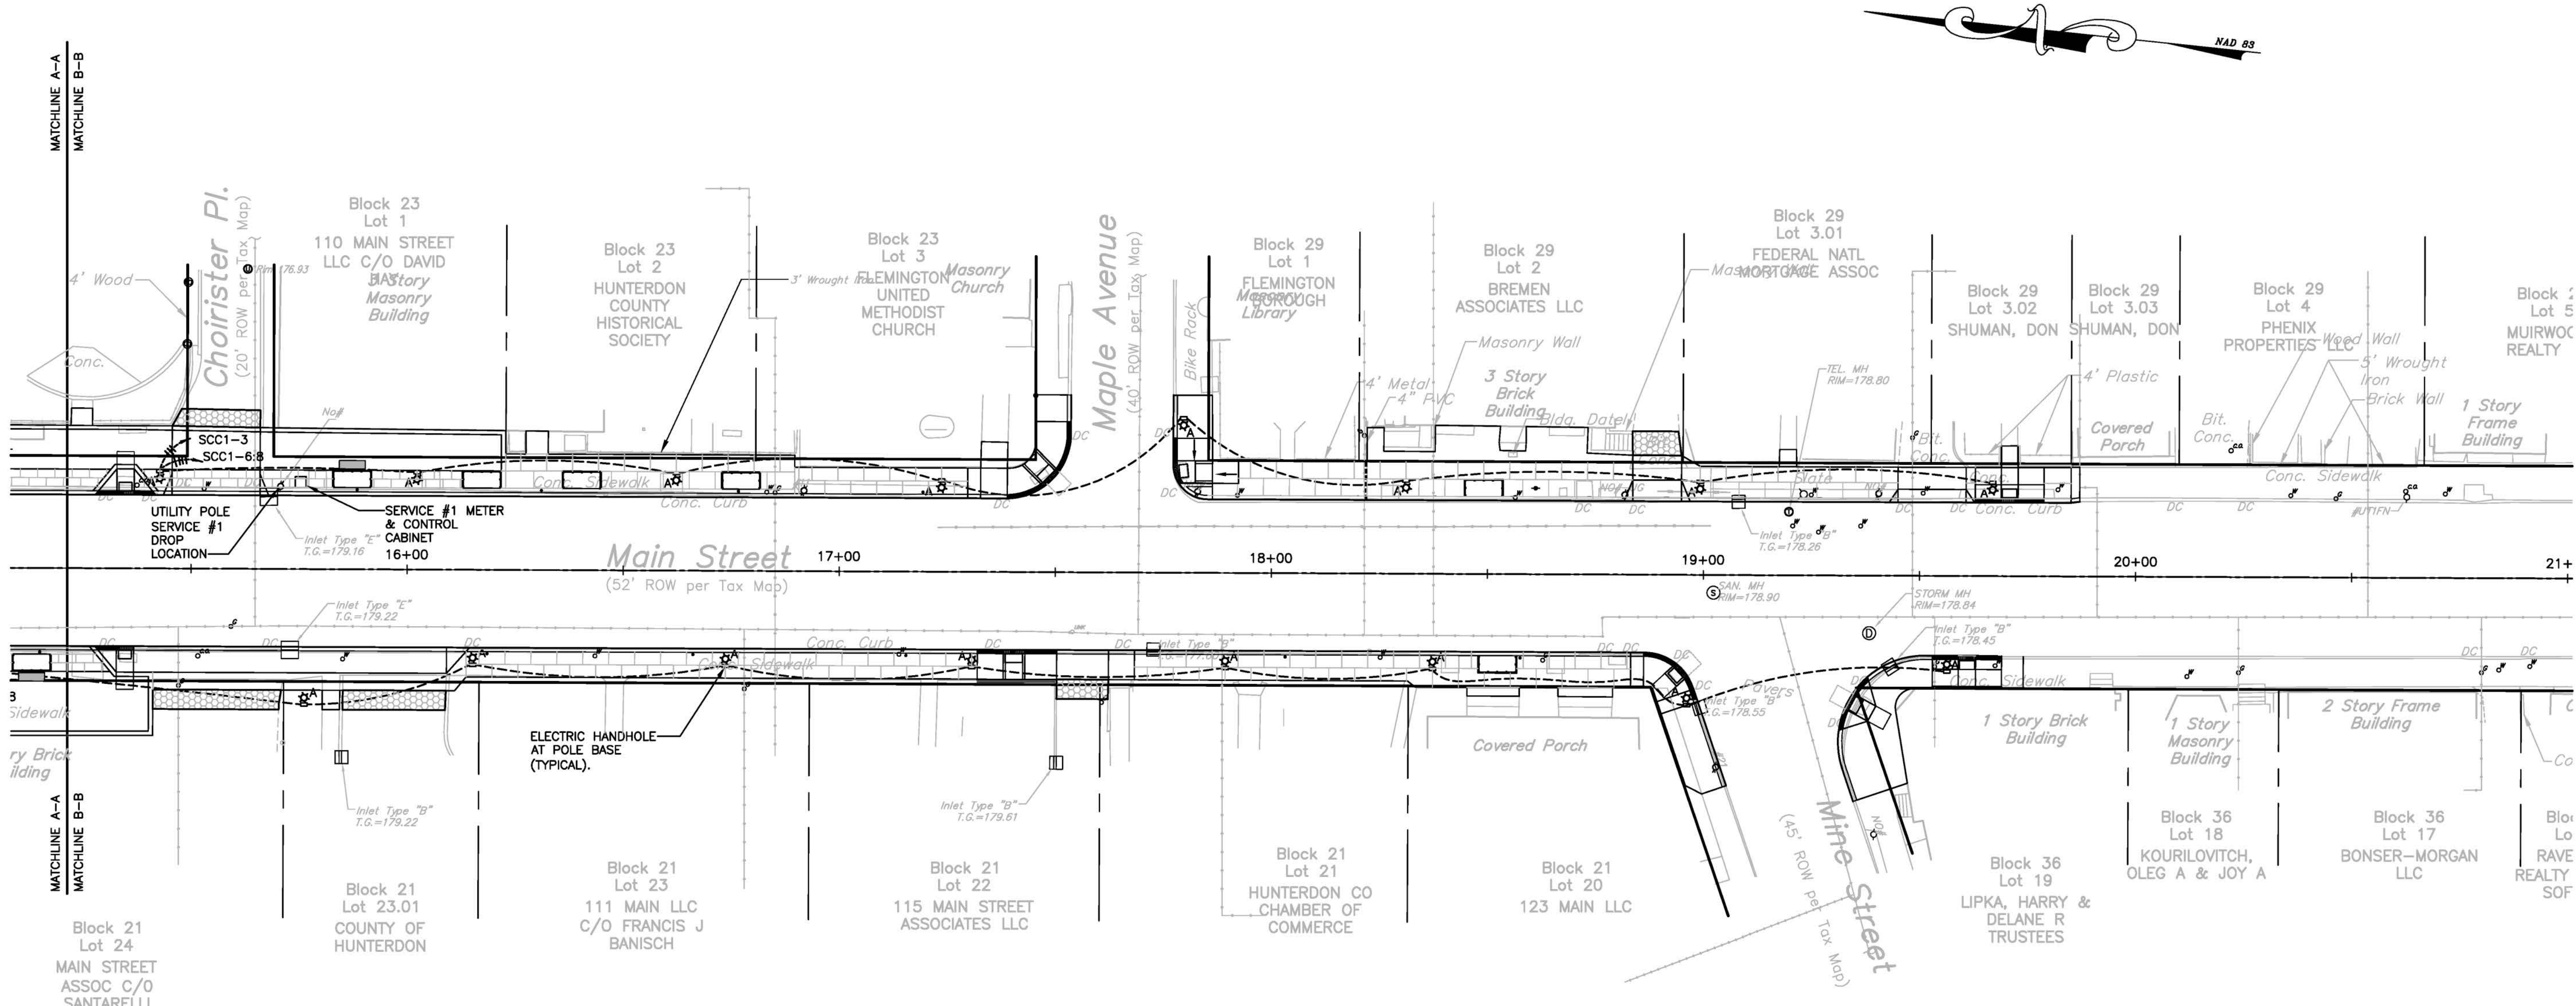 NAD 83
MATCHLINE A-A
MATCHLINE B-B
Choirister Pl.
(20' ROW per Tax Map)
4' Wood
Conc.
Block 23
Lot 1
110 MAIN STREET
LLC C/O DAVID
3 Story
Masonry
Building
Block 23
Lot 2
HUNTERDON
COUNTY
HISTORICAL
SOCIETY
3' Wrought
Block 23
Lot 3
FLEMINGTON
UNITED
METHODIST
CHURCH
Masonry
Church
Maple Avenue
(40' ROW per Tax Map)
Bike Rack
Block 29
Lot 1
FLEMINGTON
BOROUGH
Masonry
Library
Block 29
Lot 2
BREMEN
ASSOCIATES LLC
Masonry Wall
3 Story
Brick
Building
4' Metal
4" PVC
Block 29
Lot 3.01
FEDERAL NATL
MORTGAGE ASSOC
TEL. MH
RIM=178.80
Block 29
Lot 3.02
SHUMAN, DON
Block 29
Lot 3.03
SHUMAN, DON
4' Plastic
Covered
Porch
Block 29
Lot 4
PHENIX
PROPERTIES LLC
Wood Wall
5' Wrought
Iron
Brick Wall
Bit.
Conc.
1 Story
Frame
Building
Block
Lot 5
REALTY
No#
SCC1-3
SCC1-6:8
Conc. Sidewalk
Conc. Curb
Slate
Conc. Curb
Conc. Sidewalk
#UT1FN
UTILITY POLE
SERVICE #1
DROP
LOCATION
Inlet Type "E"
T.G.=179.16
SERVICE #1 METER
& CONTROL
CABINET
Inlet Type "B"
T.G.=178.26
16+00
17+00
18+00
19+00
20+00
21+
Main Street
(52' ROW per Tax Map)
SAN. MH
RIM=178.90
STORM MH
RIM=178.84
Inlet Type "E"
T.G.=179.22
Conc. Curb
Conc. Sidewalk
Inlet Type "B"
Inlet Type "B"
T.G.=178.45
Conc. Sidewalk
Pavers
Inlet Type "B"
T.G.=178.55
Sidewalk
ELECTRIC HANDHOLE
AT POLE BASE
(TYPICAL).
Covered Porch
1 Story Brick
Building
1 Story
Masonry
Building
2 Story Frame
Building
Inlet Type "B"
T.G.=179.22
Inlet Type "B"
T.G.=179.61
MATCHLINE A-A
MATCHLINE B-B
Mine Street
(45' ROW per Tax Map)
Block 21
Lot 24
MAIN STREET
ASSOC C/O
SANTARELLI
Block 21
Lot 23.01
COUNTY OF
HUNTERDON
Block 21
Lot 23
111 MAIN LLC
C/O FRANCIS J
BANISCH
Block 21
Lot 22
115 MAIN STREET
ASSOCIATES LLC
Block 21
Lot 21
HUNTERDON CO
CHAMBER OF
COMMERCE
Block 21
Lot 20
123 MAIN LLC
Block 36
Lot 19
LIPKA, HARRY &
DELANE R
TRUSTEES
Block 36
Lot 18
KOURILOVITCH,
OLEG A & JOY A
Block 36
Lot 17
BONSER-MORGAN
LLC
REALTY